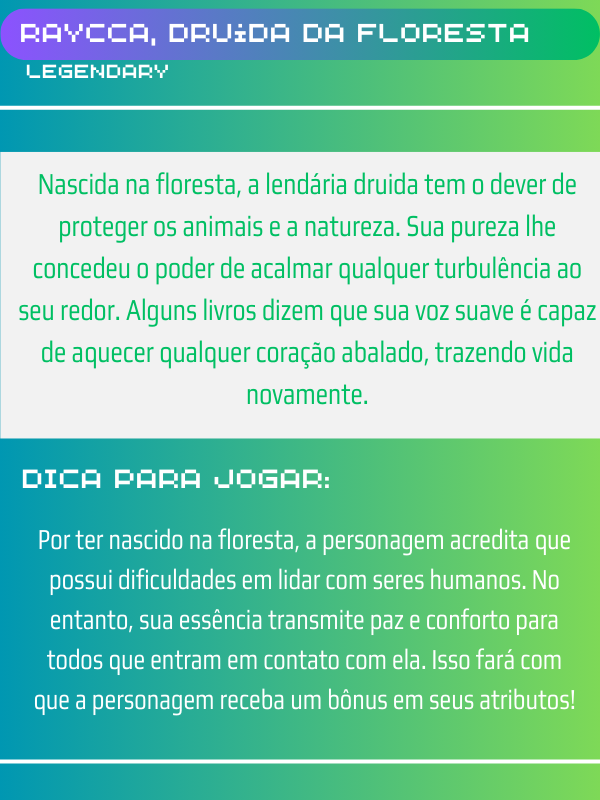 RAYCCA, DRUíDA DA FLORESTA
LEGENDARY
Nascida na floresta, a lendária druida tem o dever de
proteger os animais e a natureza. Sua pureza lhe
concedeu o poder de acalmar qualquer turbulência ao
seu redor. Alguns livros dizem que sua voz suave é capaz
de aquecer qualquer coração abalado, trazendo vida
novamente.
DICA PARA JOGAR:
Por ter nascido na floresta, a personagem acredita que
possui dificuldades em lidar com seres humanos. No
entanto, sua essência transmite paz e conforto para
todos que entram em contato com ela. Isso fará com
que a personagem receba um bônus em seus atributos!